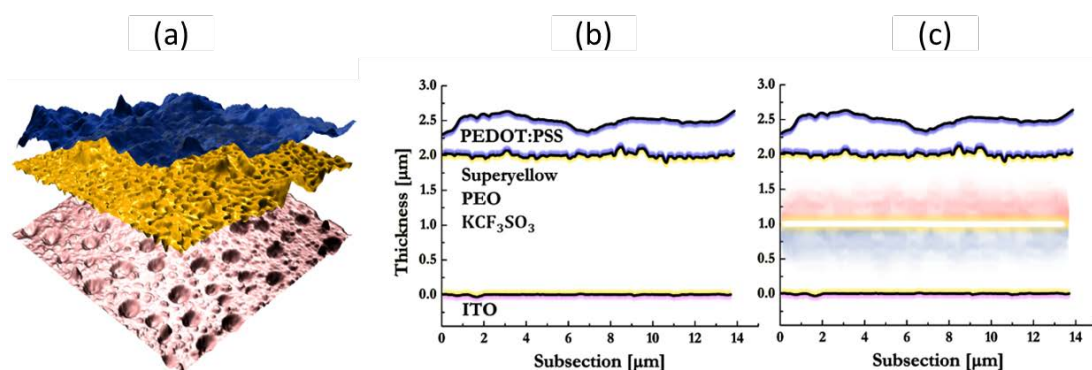 (a)
(b)
(c)
3.0
2.5
2.0
1.5
1.0
0.5
0.0
Thickness [µm]
PEDOT:PSS
Superyellow
PEO
KCF₃SO₃
ITO
0 2 4 6 8 10 12 14
Subsection [µm]
3.0
2.5
2.0
1.5
1.0
0.5
0.0
0 2 4 6 8 10 12 14
Subsection [µm]